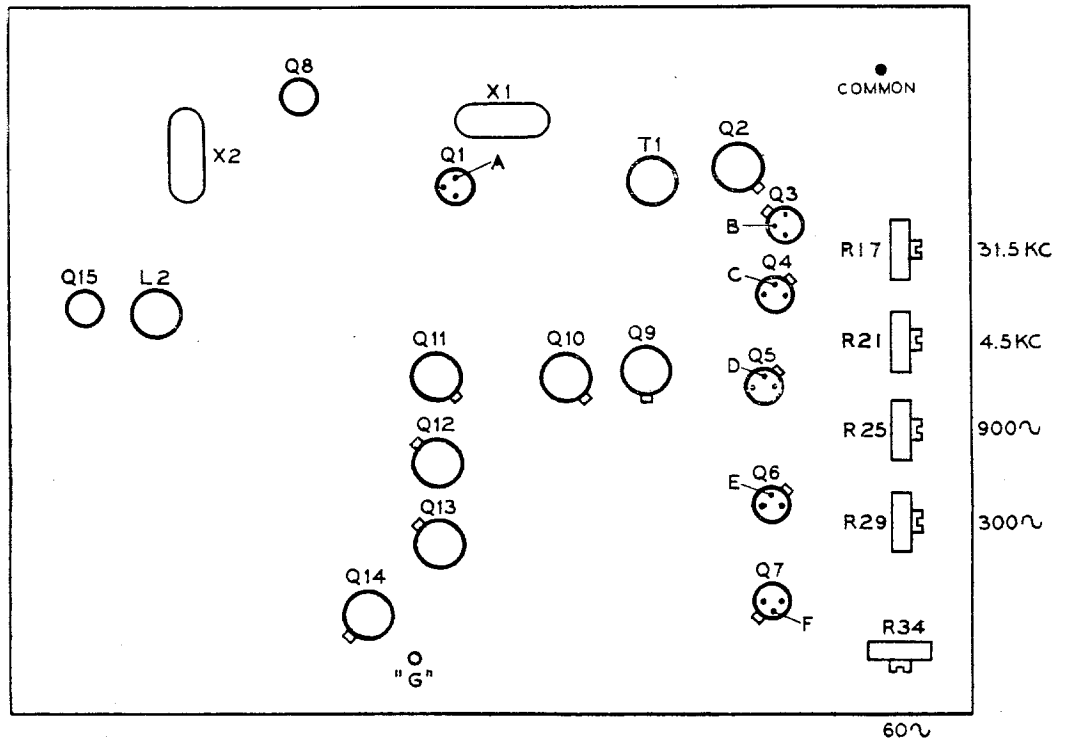 Q8
COMMON
X1
Q2
X2
Q1
A
T1
Q3
B
R17
31.5 KC
C
Q4
Q15
L2
Q11
Q10
Q9
R21
4.5 KC
D
Q5
Q12
R25
900~
E
Q6
Q13
R29
300~
Q14
Q7
F
R34
"G"
60~